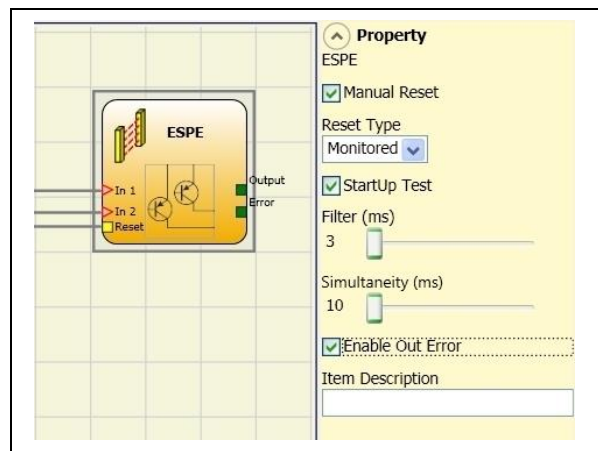 ESPE
In 1
In 2
Reset
Output
Error
Property
ESPE
Manual Reset
Reset Type
Monitored
StartUp Test
Filter (ms)
3
Simultaneity (ms)
10
Enable Out Error
Item Description